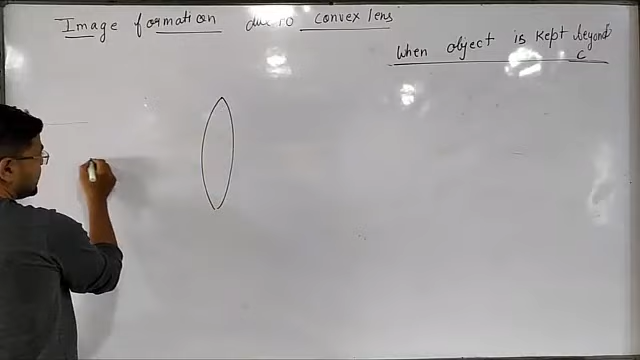 Image formation due to convex lens
When object is kept beyond
C